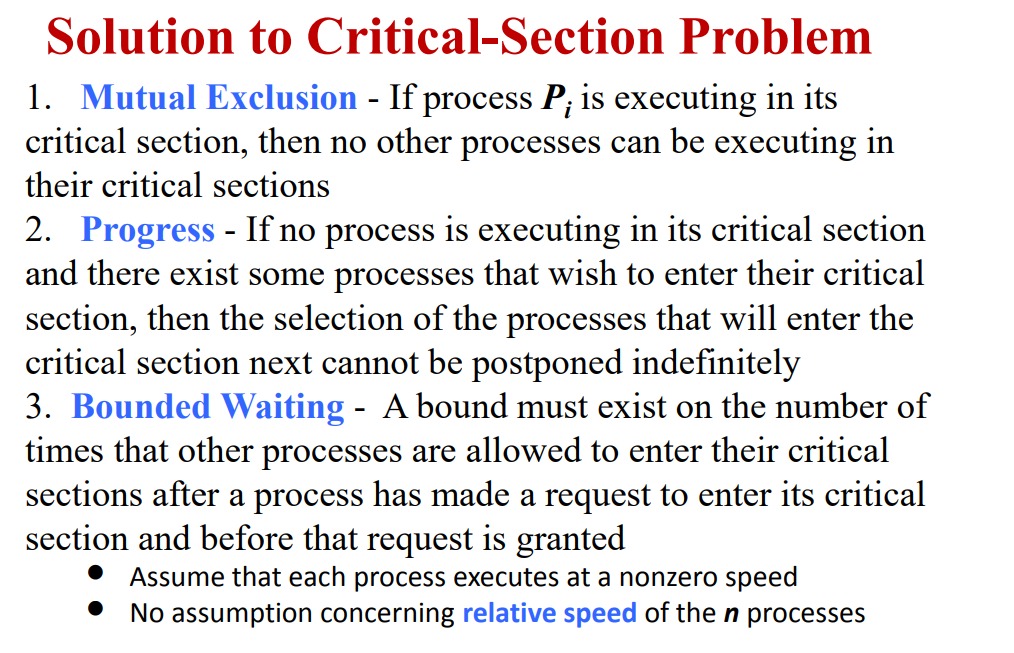 Solution to Critical-Section Problem
1. Mutual Exclusion - If process Pi is executing in its
critical section, then no other processes can be executing in
their critical sections
2. Progress - If no process is executing in its critical section
and there exist some processes that wish to enter their critical
section, then the selection of the processes that will enter the
critical section next cannot be postponed indefinitely
3. Bounded Waiting - A bound must exist on the number of
times that other processes are allowed to enter their critical
sections after a process has made a request to enter its critical
section and before that request is granted
● Assume that each process executes at a nonzero speed
● No assumption concerning relative speed of the n processes